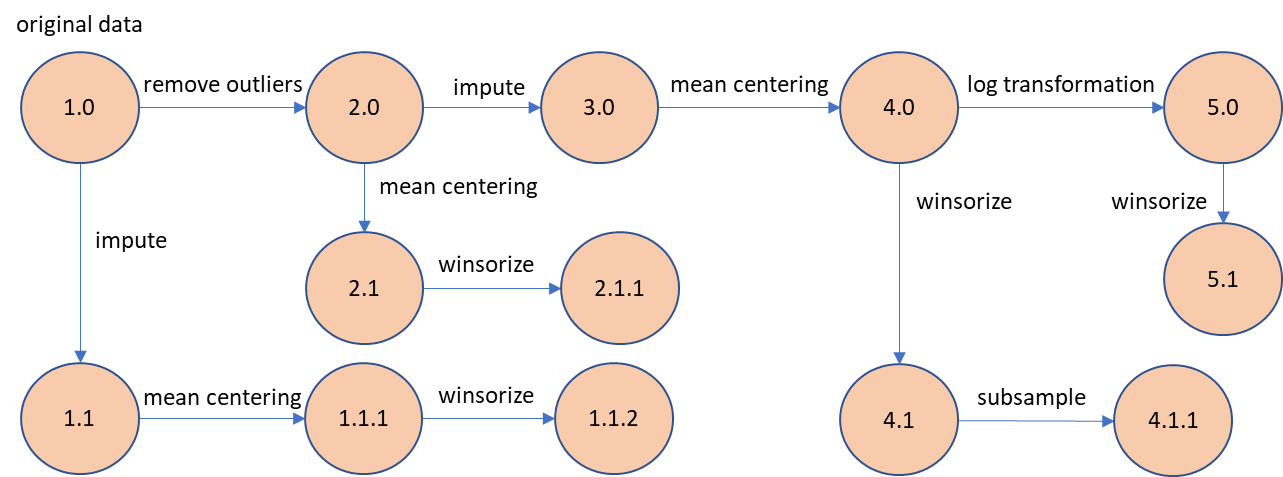 original data
1.0
remove outliers
2.0
impute
3.0
mean centering
4.0
log transformation
5.0
mean centering
winsorize
winsorize
impute
2.1
winsorize
2.1.1
5.1
1.1
mean centering
1.1.1
winsorize
1.1.2
4.1
subsample
4.1.1